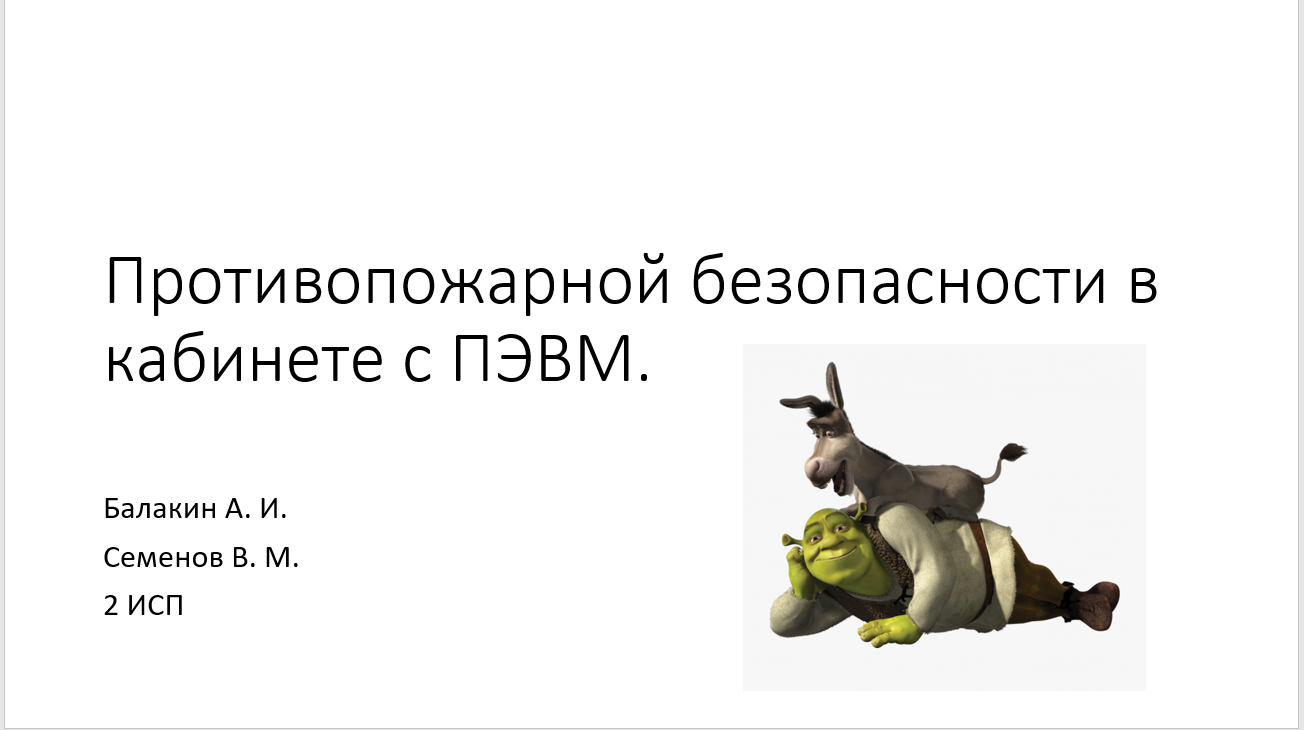 Противопожарной безопасности в
кабинете с ПЭВМ.
Балакин А. И.
Семенов В. М.
2 ИСП